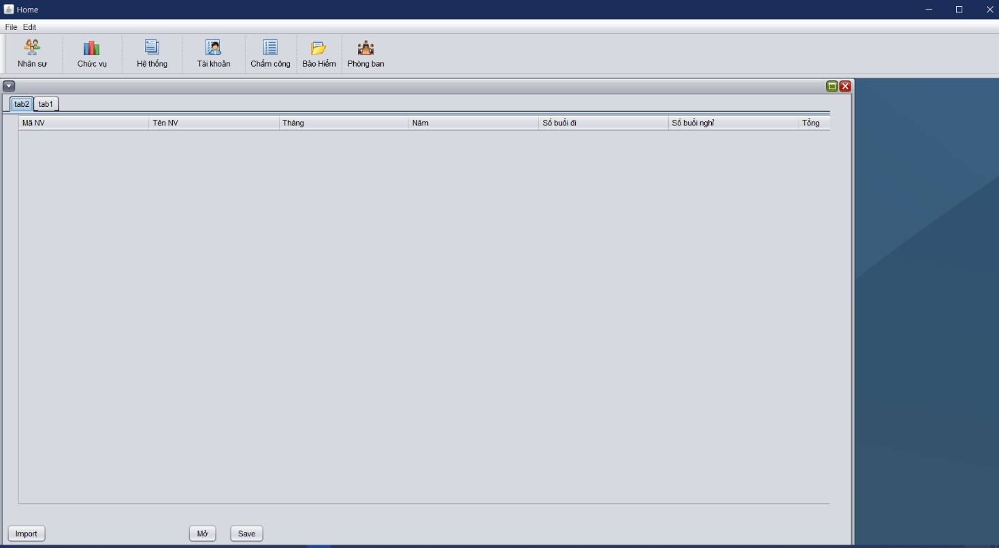 Home
File Edit
Nhân sự Chức vụ Hệ thống Tài khoản Chấm công Bảo Hiểm Phòng ban
tab2 tab1
Mã NV Tên NV Tháng Năm Số buổi đi Số buổi nghỉ Tổng
Import Mở Save